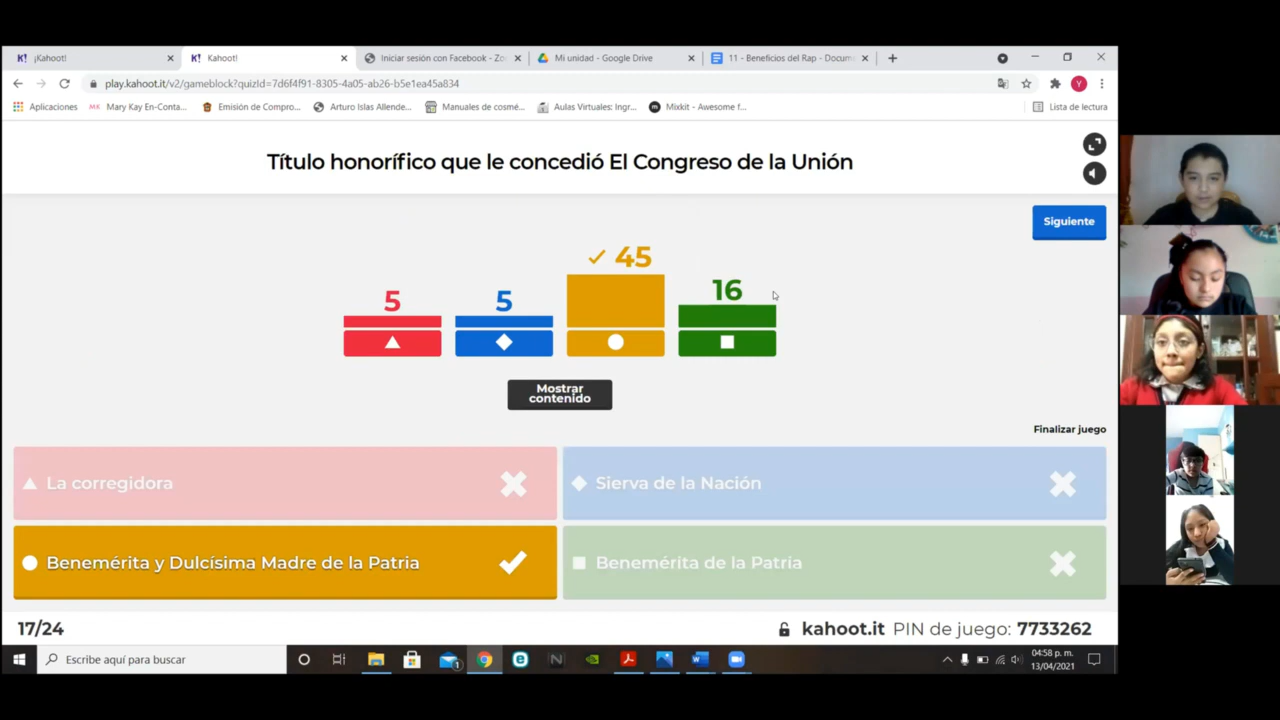 ¡Kahoot!
Kahoot!
Iniciar sesión con Facebook - Zo
Mi unidad - Google Drive
11 - Beneficios del Rap - Docum
play.kahoot.it/v2/gameblock?quizId=7d6f4f91-8305-4a05-ab26-b5e1ea45a834
Aplicaciones
Mary Kay En-Conta...
Emisión de Compro...
Arturo Islas Allende...
Manuales de cosmé...
Aulas Virtuales: Ingr...
Mixkit - Awesome f...
Lista de lectura
Título honorífico que le concedió El Congreso de la Unión
Siguiente
5
5
45
16
Mostrar
contenido
Finalizar juego
La corregidora
Sierva de la Nación
Benemérita y Dulcísima Madre de la Patria
Benemérita de la Patria
17/24
kahoot.it PIN de juego: 7733262
Escribe aquí para buscar
04:58 p. m.
13/04/2021